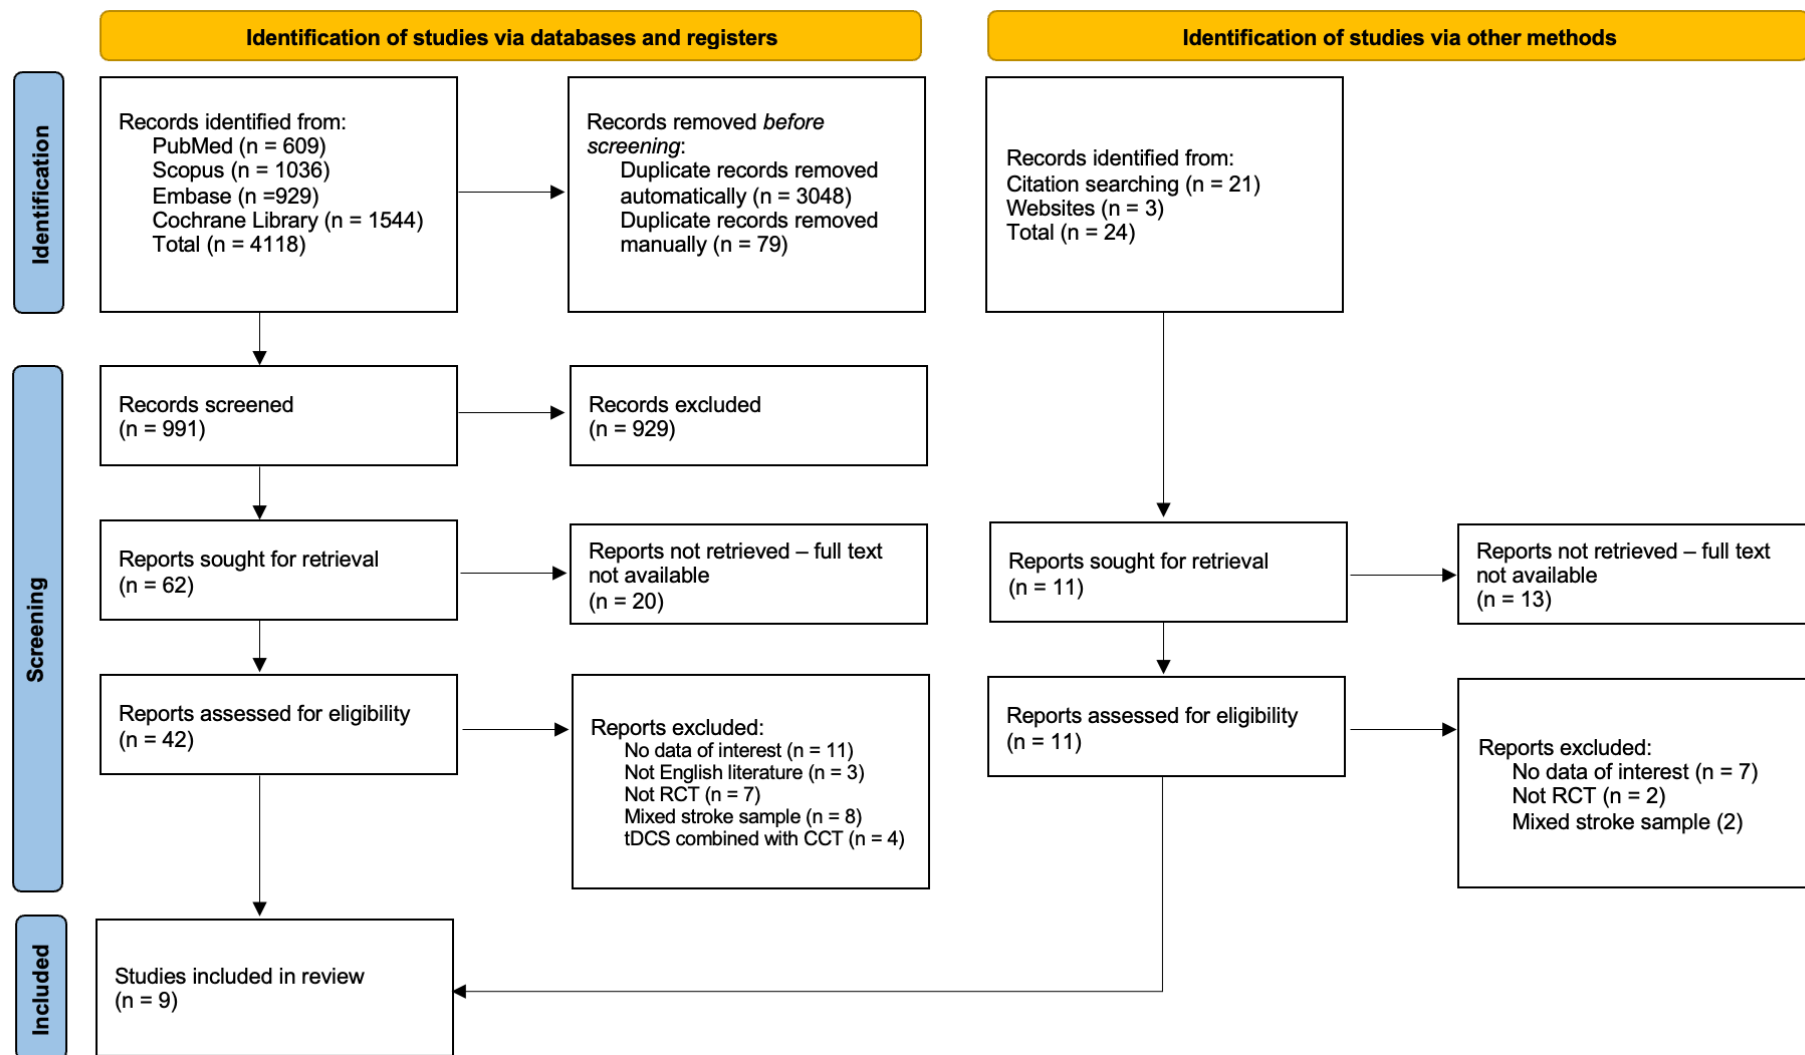 Identification of studies via databases and registers
Identification of studies via other methods
Identification
Records identified from:
PubMed (n = 609)
Scopus (n = 1036)
Embase (n =929)
Cochrane Library (n = 1544)
Total (n = 4118)
Records removed before
screening:
Duplicate records removed
automatically (n = 3048)
Duplicate records removed
manually (n = 79)
Records identified from:
Citation searching (n = 21)
Websites (n = 3)
Total (n = 24)
Screening
Records screened
(n = 991)
Records excluded
(n = 929)
Reports sought for retrieval
(n = 62)
Reports not retrieved – full text
not available
(n = 20)
Reports sought for retrieval
(n = 11)
Reports not retrieved – full text
not available
(n = 13)
Reports assessed for eligibility
(n = 42)
Reports excluded:
No data of interest (n = 11)
Not English literature (n = 3)
Not RCT (n = 7)
Mixed stroke sample (n = 8)
tDCS combined with CCT (n = 4)
Reports assessed for eligibility
(n = 11)
Reports excluded:
No data of interest (n = 7)
Not RCT (n = 2)
Mixed stroke sample (2)
Included
Studies included in review
(n = 9)